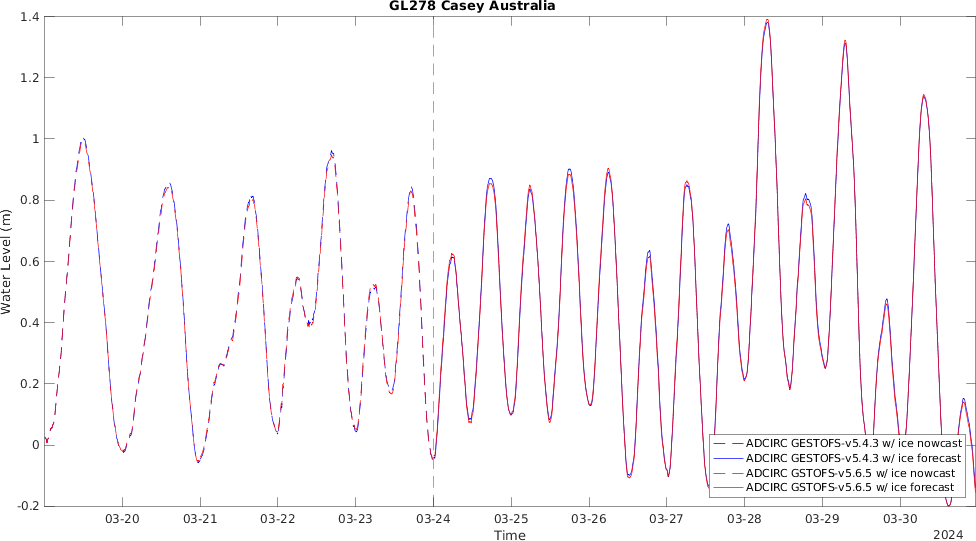 GL278 Casey Australia
1.4
1.2
1
0.8
0.6
0.4
0.2
0
-0.2
Water Level (m)
ADCIRC GESTOFS-v5.4.3 w/ ice nowcast
ADCIRC GESTOFS-v5.4.3 w/ ice forecast
ADCIRC GSTOFS-v5.6.5 w/ ice nowcast
ADCIRC GSTOFS-v5.6.5 w/ ice forecast
03-20 03-21 03-22 03-23 03-24 03-25 03-26 03-27 03-28 03-29 03-30
Time
2024